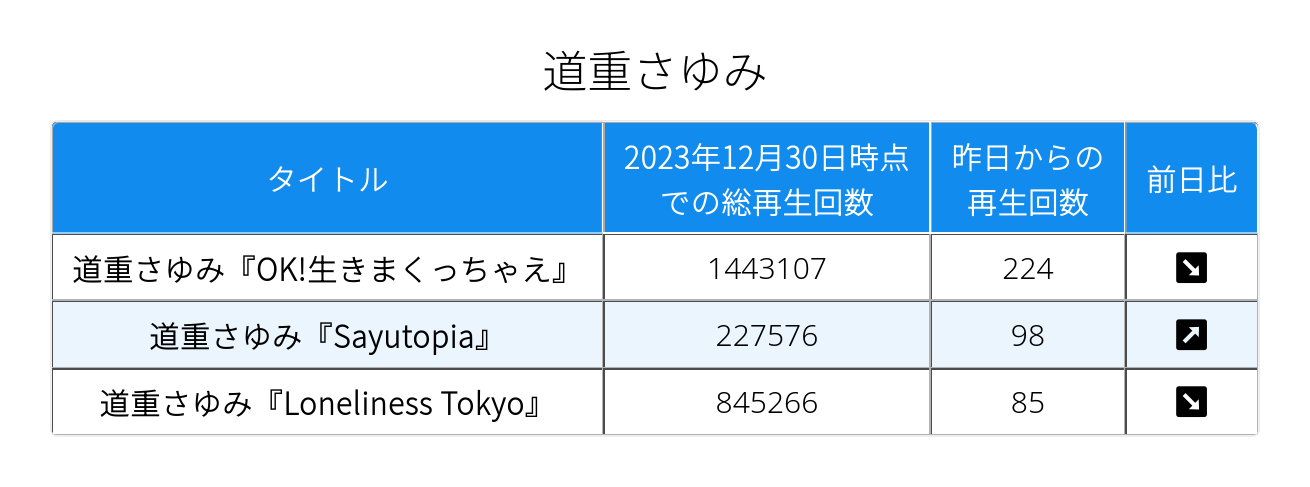 道重さゆみ
タイトル
2023年12月30日時点
での総再生回数
昨日からの
再生回数
前日比
道重さゆみ『OK!生きまくっちゃえ』 1443107 224 ↘
道重さゆみ『Sayutopia』 227576 98 ↗
道重さゆみ『Loneliness Tokyo』 845266 85 ↘